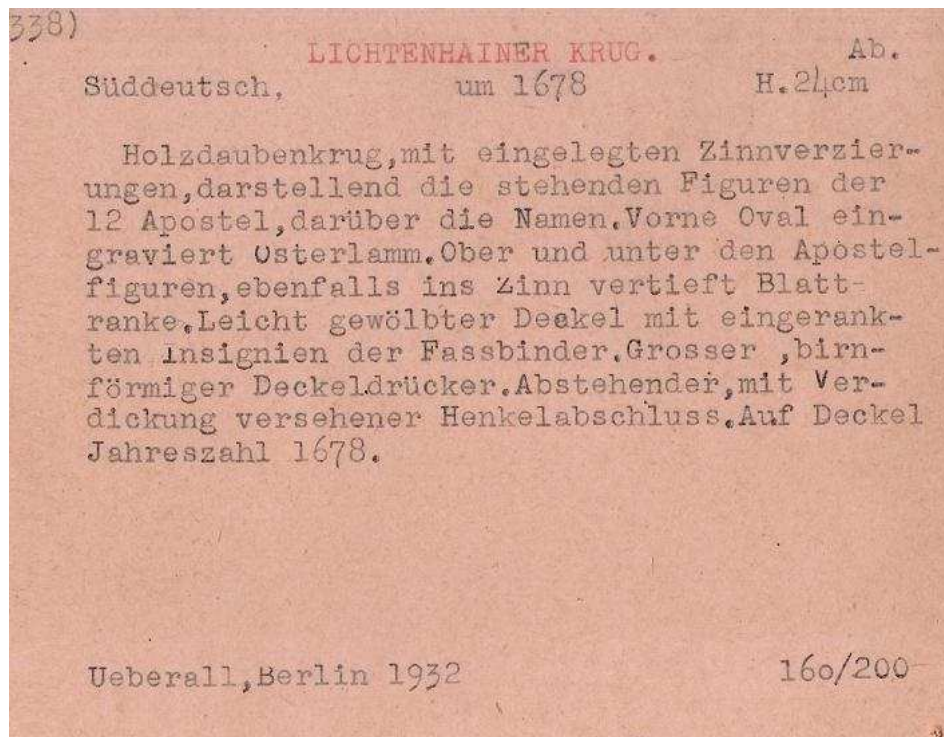 338)
LICHTENHAINER KRUG. Ab.
Süddeutsch, um 1678 H.24cm
Holzdaubenkrug,mit eingelegten Zinnverzier-
ungen,darstellend die stehenden Figuren der
12 Apostel,darüber die Namen.Vorne Oval ein-
graviert Osterlamm.Ober und unter den Apostel-
figuren,ebenfalls ins Zinn vertieft Blatt-
ranke.Leicht gewölbter Deckel mit eingerank-
ten Insignien der Fassbinder.Grosser ,birn-
förmiger Deckeldrücker.Abstehender,mit Ver-
dickung versehener Henkelabschluss.Auf Deckel
Jahreszahl 1678.
Ueberall,Berlin 1932 16o/200